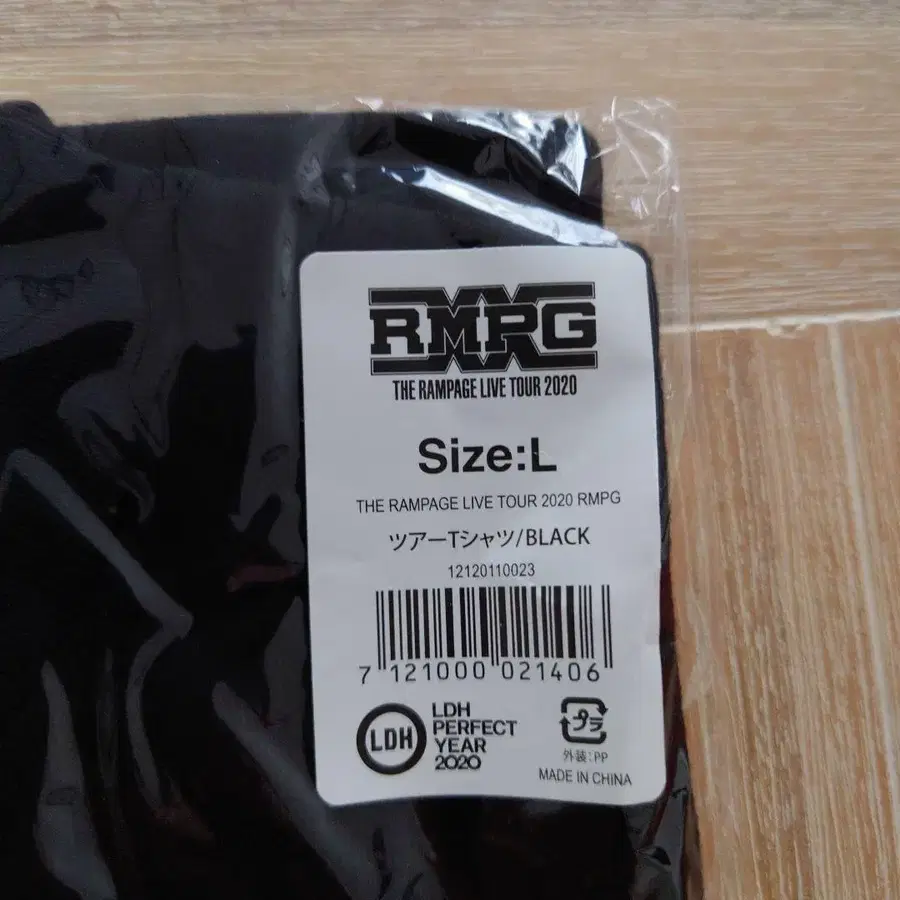 RMPG
THE RAMPAGE LIVE TOUR 2020
Size:L
THE RAMPAGE LIVE TOUR 2020 RMPG
ツアーTシャツ/BLACK
12120110023
7 121000 021406
LDH
LDH
PERFECT
YEAR
2020
プラ
外装:PP
MADE IN CHINA